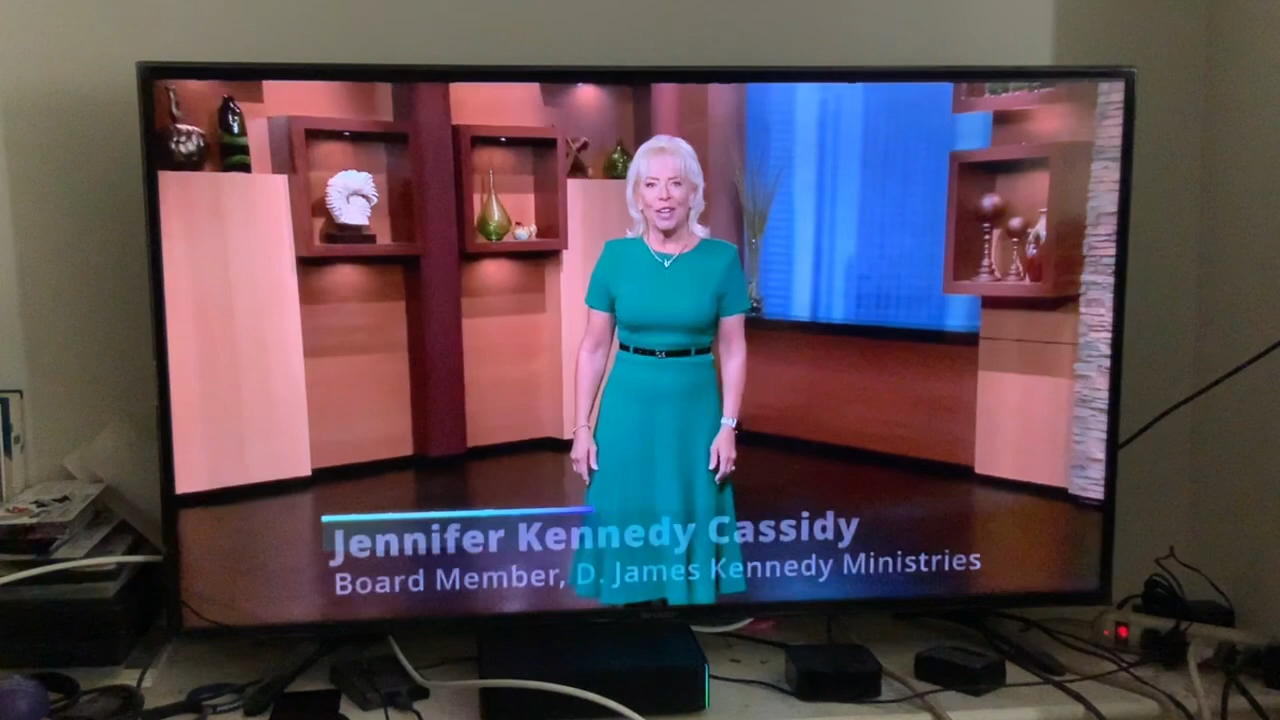 Jennifer Kennedy Cassidy
Board Member, D. James Kennedy Ministries